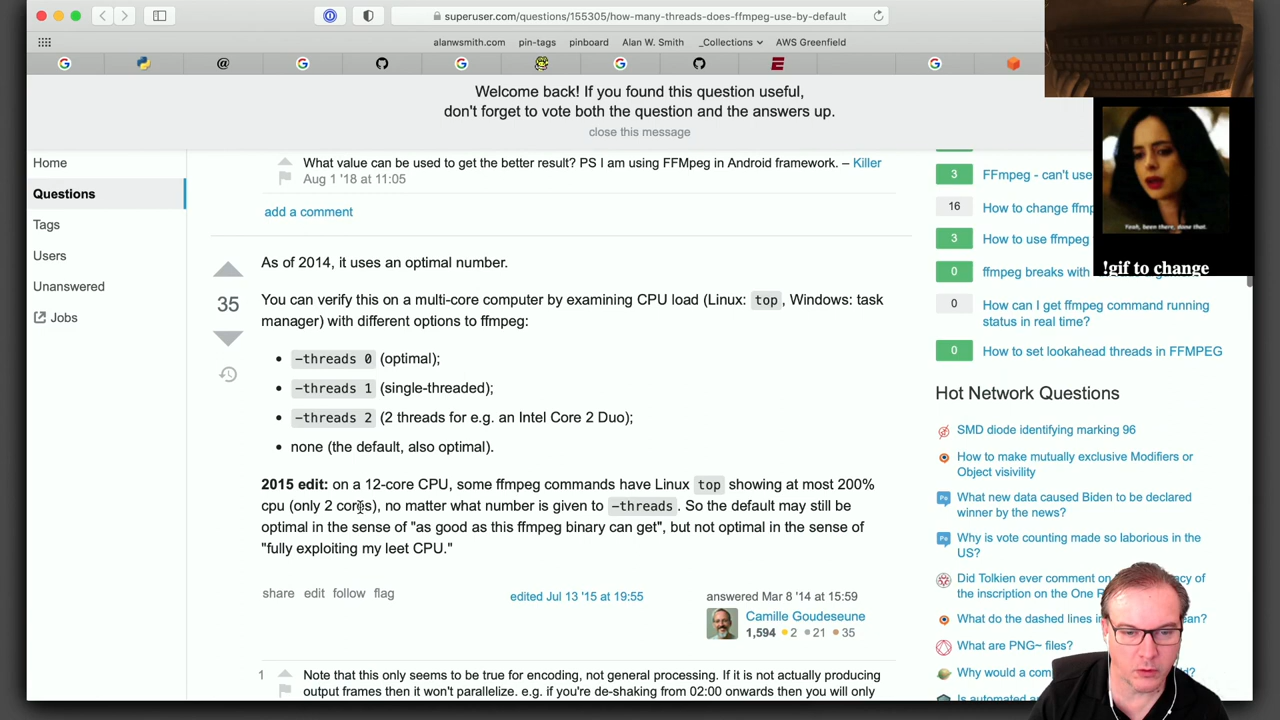 superuser.com/questions/155305/how-many-threads-does-ffmpeg-use-by-default
alanwsmith.com pin-tags pinboard Alan W. Smith _Collections AWS Greenfield
Welcome back! If you found this question useful,
don't forget to vote both the question and the answers up.
close this message
Home
Questions
Tags
Users
Unanswered
Jobs
What value can be used to get the better result? PS I am using FFMpeg in Android framework. – Killer
Aug 1 '18 at 11:05
add a comment
35
As of 2014, it uses an optimal number.
You can verify this on a multi-core computer by examining CPU load (Linux: top, Windows: task
manager) with different options to ffmpeg:
• -threads 0 (optimal);
• -threads 1 (single-threaded);
• -threads 2 (2 threads for e.g. an Intel Core 2 Duo);
• none (the default, also optimal).
2015 edit: on a 12-core CPU, some ffmpeg commands have Linux top showing at most 200%
cpu (only 2 cores), no matter what number is given to -threads. So the default may still be
optimal in the sense of "as good as this ffmpeg binary can get", but not optimal in the sense of
"fully exploiting my leet CPU."
share edit follow flag
edited Jul 13 '15 at 19:55
answered Mar 8 '14 at 15:59
Camille Goudeseune
1,594 2 21 35
1 Note that this only seems to be true for encoding, not general processing. If it is not actually producing
output frames then it won't parallelize. e.g. if you're de-shaking from 02:00 onwards then you will only
3 FFmpeg - can't use
16 How to change ffmp
3 How to use ffmpeg
0 ffmpeg breaks with
0 How can I get ffmpeg command running
status in real time?
0 How to set lookahead threads in FFMPEG
Hot Network Questions
SMD diode identifying marking 96
How to make mutually exclusive Modifiers or
Object visivility
What new data caused Biden to be declared
winner by the news?
Why is vote counting made so laborious in the
US?
Did Tolkien ever comment on
the inscription on the One R
What do the dashed lines in
What are PNG~ files?
Why would a com
Is automated a
Yeah, been there, done that.
!gif to change